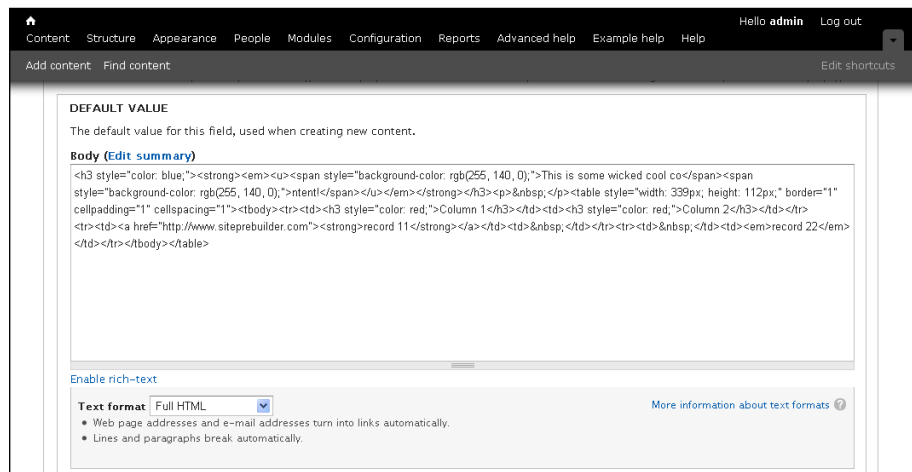 Hello admin Log out
Content Structure Appearance People Modules Configuration Reports Advanced help Example help Help
Add content Find content Edit shortcuts
DEFAULT VALUE
The default value for this field, used when creating new content.
Body (Edit summary)
<h3 style="color: blue;"><strong><em><u><span style="background-color: rgb(255, 140, 0);">This is some wicked cool co</span><span
style="background-color: rgb(255, 140, 0);">ntent!</span></u></em></strong></h3><p>&nbsp;</p><table style="width: 339px; height: 112px;" border="1"
cellpadding="1" cellspacing="1"><tbody><tr><td><h3 style="color: red;">Column 1</h3></td><td><h3 style="color: red;">Column 2</h3></td></tr>
<tr><td><a href="http://www.siteprebuilder.com"><strong>record 11</strong></a></td><td>&nbsp;</td></tr><tr><td>&nbsp;</td><td><em>record 22</em>
</td></tr></tbody></table>
Enable rich-text
Text format Full HTML More information about text formats ?
• Web page addresses and e-mail addresses turn into links automatically.
• Lines and paragraphs break automatically.